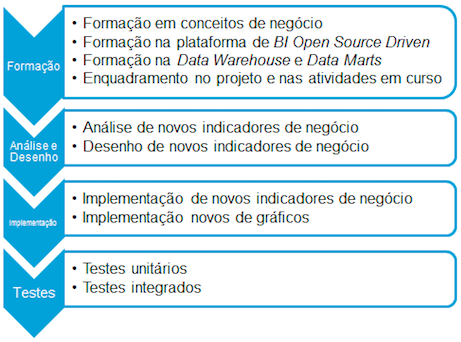 Formação
• Formação em conceitos de negócio
• Formação na plataforma de BI Open Source Driven
• Formação na Data Warehouse e Data Marts
• Enquadramento no projeto e nas atividades em curso
Análise e
Desenho
• Análise de novos indicadores de negócio
• Desenho de novos indicadores de negócio
Implementação
• Implementação de novos indicadores de negócio
• Implementação novos de gráficos
Testes
• Testes unitários
• Testes integrados